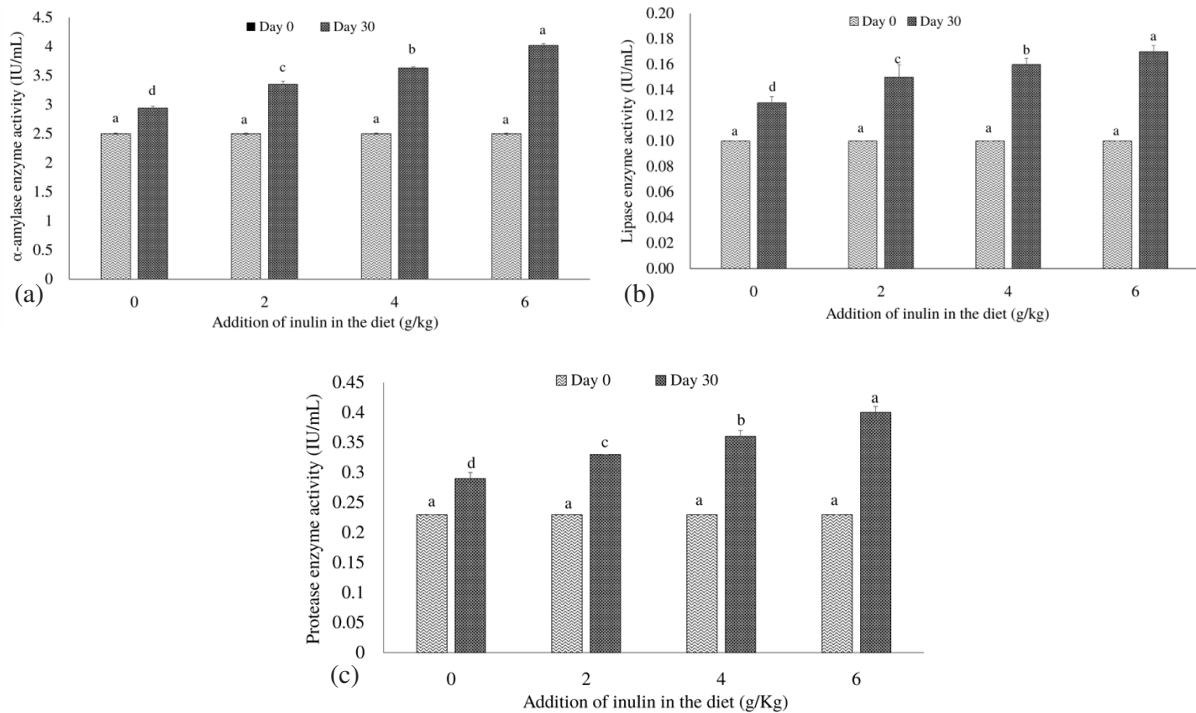 Day 0 Day 30
α-amylase enzyme activity (IU/mL)
4.5
4
3.5
3
2.5
2
1.5
1
0.5
0
a d a c a b a a
0 2 4 6
Addition of inulin in the diet (g/kg)
(a)
Day 0 Day 30
Lipase enzyme activity (IU/mL)
0.20
0.18
0.16
0.14
0.12
0.10
0.08
0.06
0.04
0.02
0.00
a d a c a b a a
0 2 4 6
Addition of inulin in the diet (g/kg)
(b)
Day 0 Day 30
Protease enzyme activity (IU/mL)
0.45
0.4
0.35
0.3
0.25
0.2
0.15
0.1
0.05
0
a d a c a b a a
0 2 4 6
Addition of inulin in the diet (g/Kg)
(c)